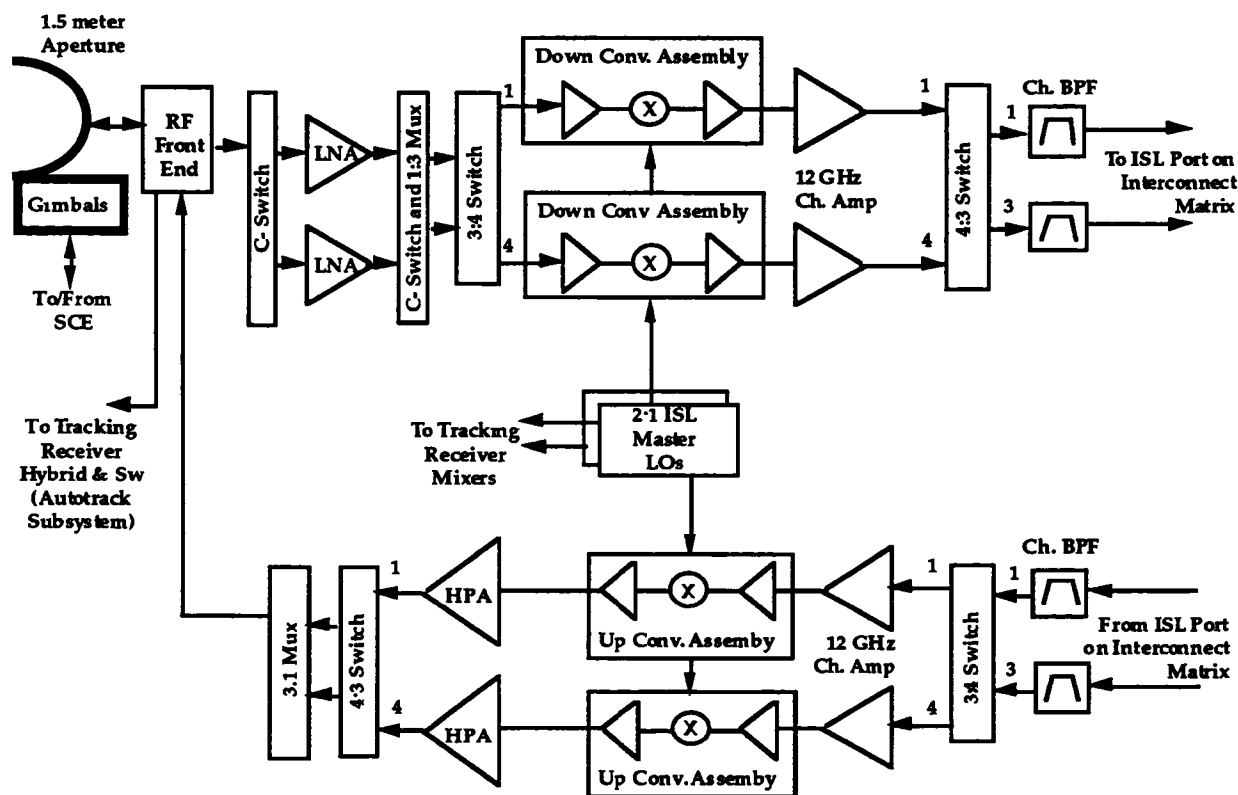 1.5 meter
Aperture
RF
Front
End
Gimbals
To/From
SCE
To Tracking
Receiver
Hybrid & Sw
(Autotrack
Subsystem)
C- Switch
LNA
LNA
C- Switch and 1:3 Mux
3:4 Switch
1
4
Down Conv. Assembly
X
Down Conv Assembly
X
12 GHz
Ch. Amp
1
4
4:3 Switch
1
3
Ch. BPF
To ISL Port on
Interconnect
Matrix
2·1 ISL
Master
LOs
To Tracking
Receiver
Mixers
3.1 Mux
4·3 Switch
1
4
HPA
HPA
X
Up Conv. Assemby
X
Up Conv. Assemby
12 GHz
Ch. Amp
1
4
3:4 Switch
1
3
Ch. BPF
From ISL Port
on Interconnect
Matrix